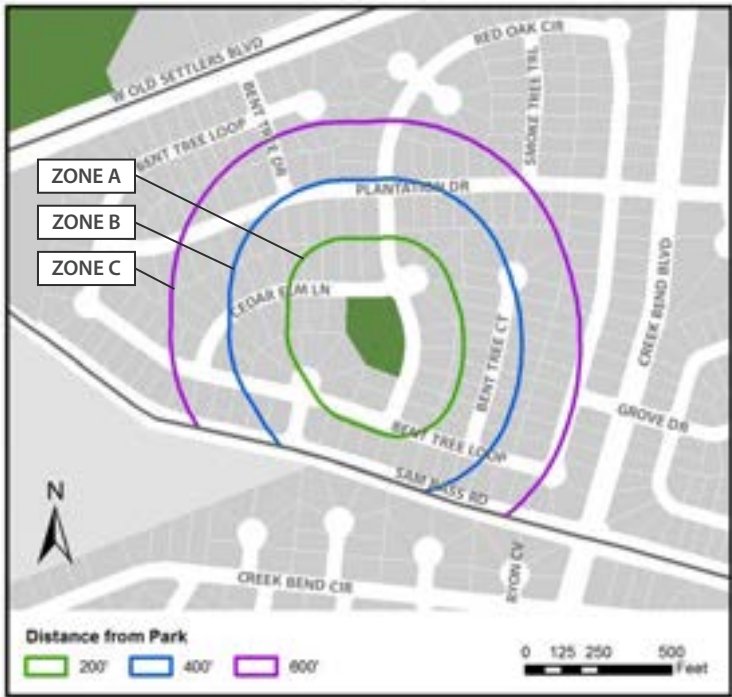 RED OAK CIR
W OLD SETTLERS BLVD
SMOKE TREE TRL
BENT TREE DR
BENT TREE LOOP
ZONE A
PLANTATION DR
ZONE B
ZONE C
CEDAR ELM LN
CREEK BEND BLVD
BENT TREE CT
GROVE DR
BENT TREE LOOP
SAM BASS RD
N
RYON CV
CREEK BEND CIR
Distance from Park
200' 400' 600'
0 125 250 500
Feet